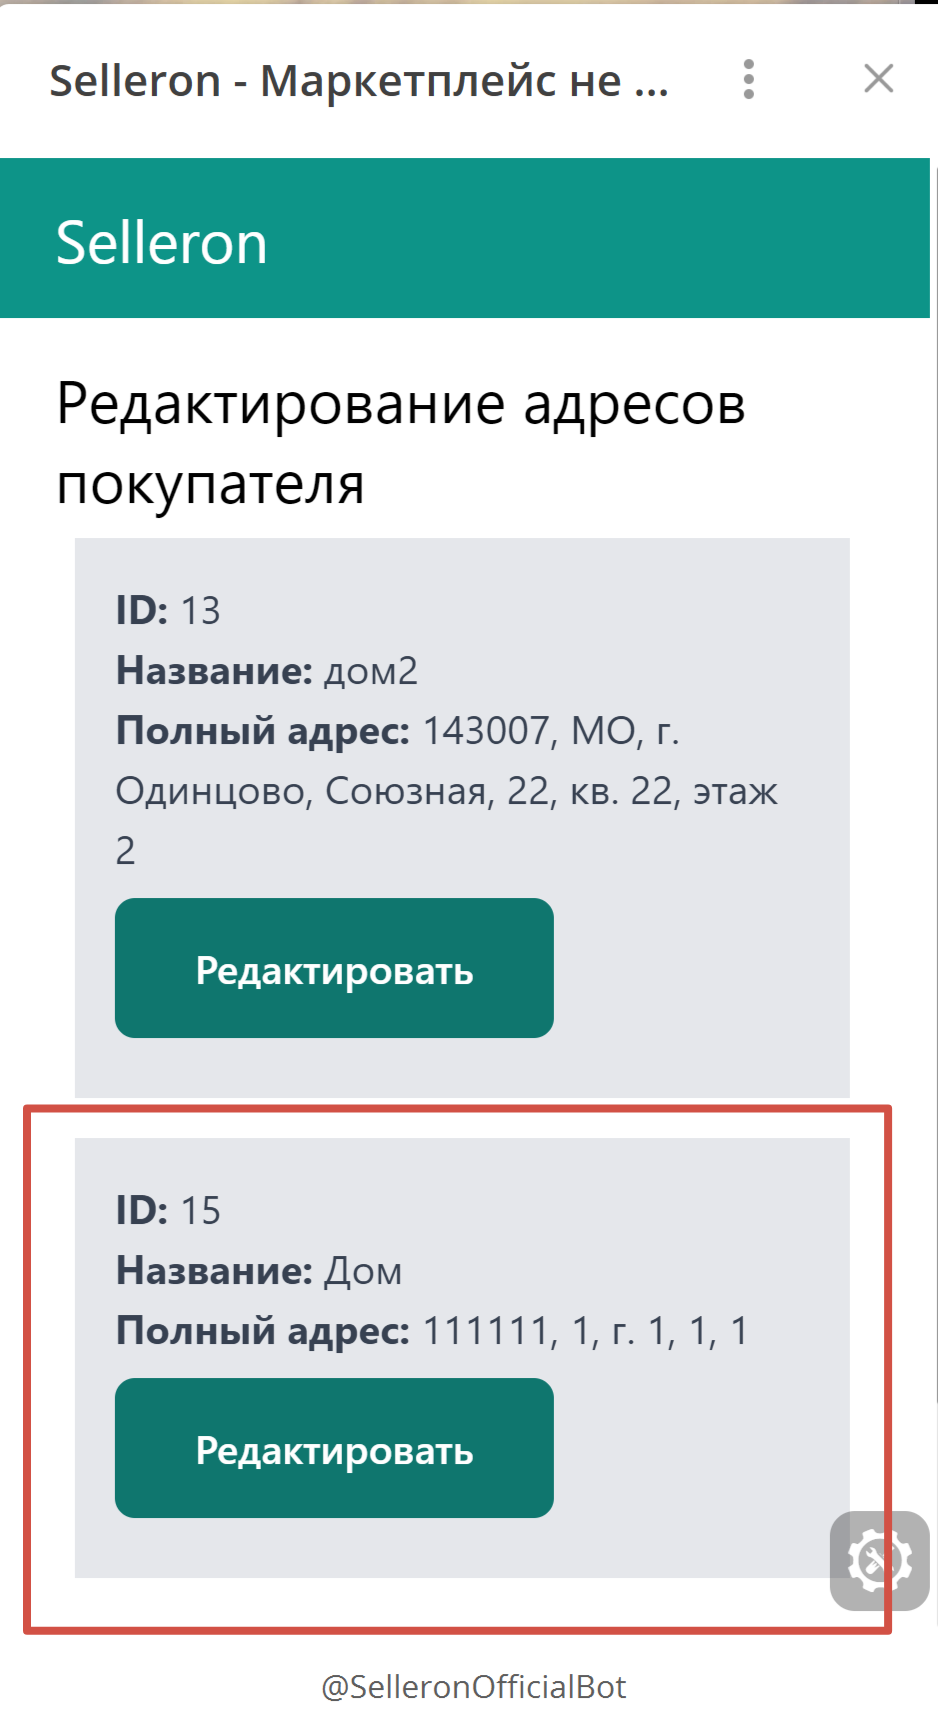 Selleron - Маркетплейс не ...
Selleron
Редактирование адресов
покупателя
ID: 13
Название: дом2
Полный адрес: 143007, МО, г.
Одинцово, Союзная, 22, кв. 22, этаж
2
Редактировать
ID: 15
Название: Дом
Полный адрес: 111111, 1, г. 1, 1, 1
Редактировать
@SelleronOfficialBot